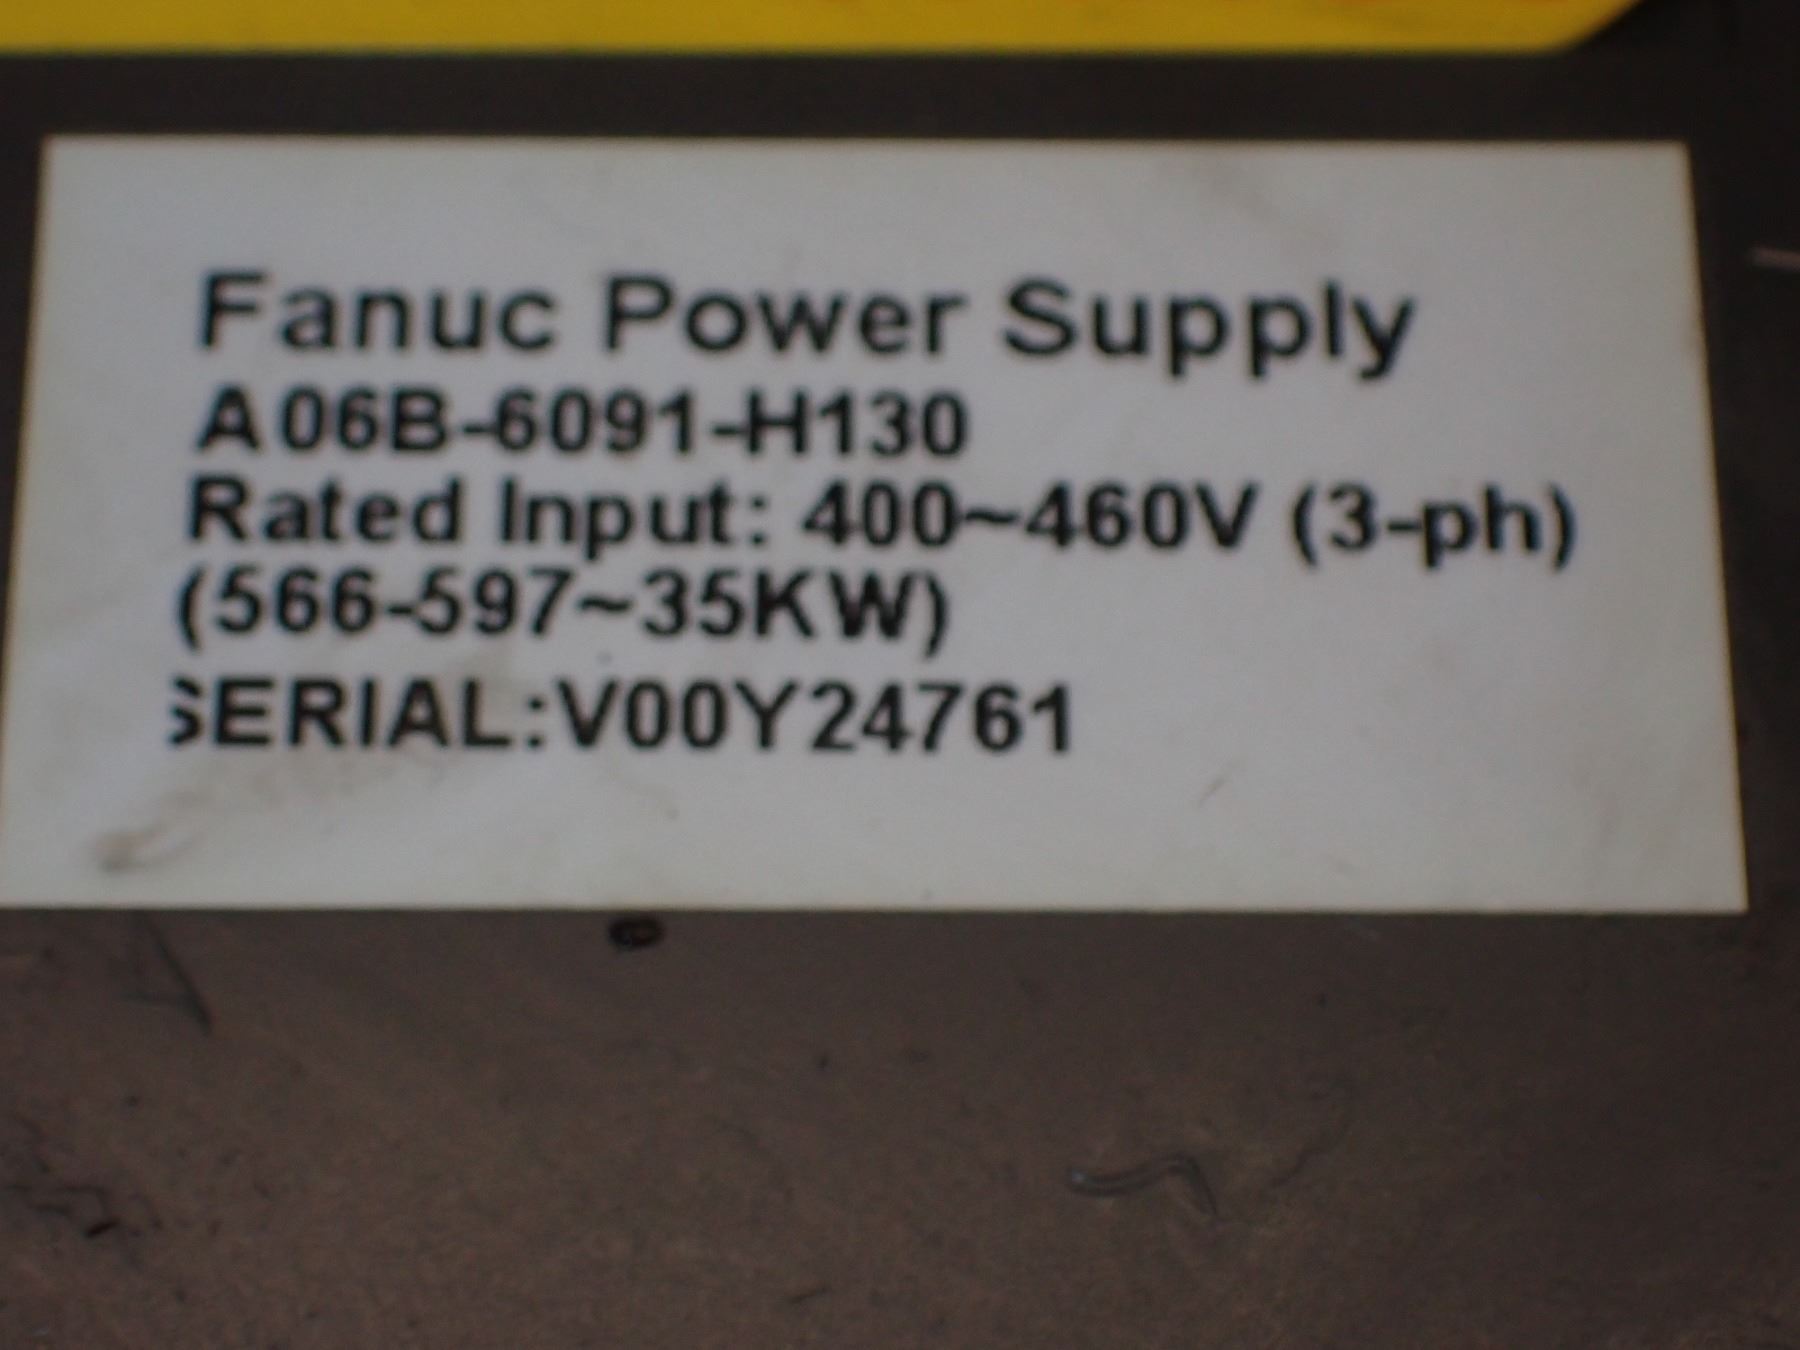 Fanuc Power Supply
A06B-6091-H130
Rated Input: 400~460V (3-ph)
(566-597~35KW)
SERIAL:V00Y24761